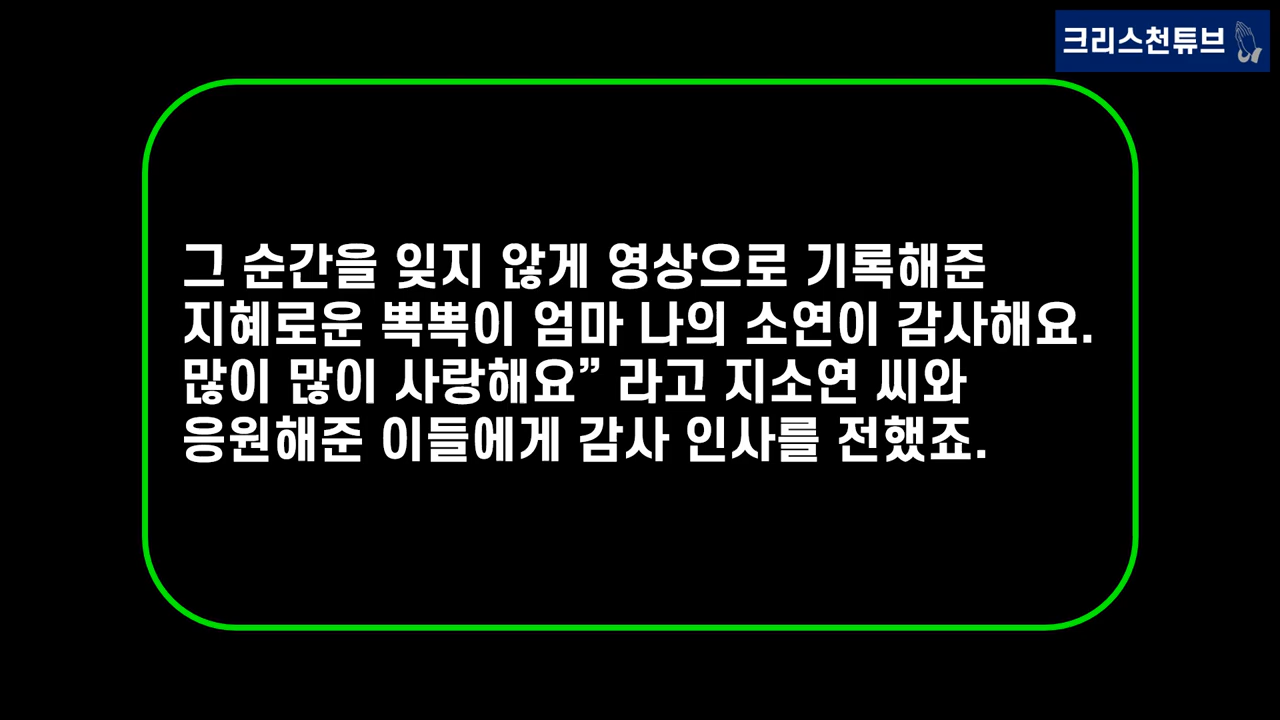 크리스천튜브
그 순간을 잊지 않게 영상으로 기록해준
지혜로운 뽁뽁이 엄마 나의 소연이 감사해요.
많이 많이 사랑해요” 라고 지소연 씨와
응원해준 이들에게 감사 인사를 전했죠.